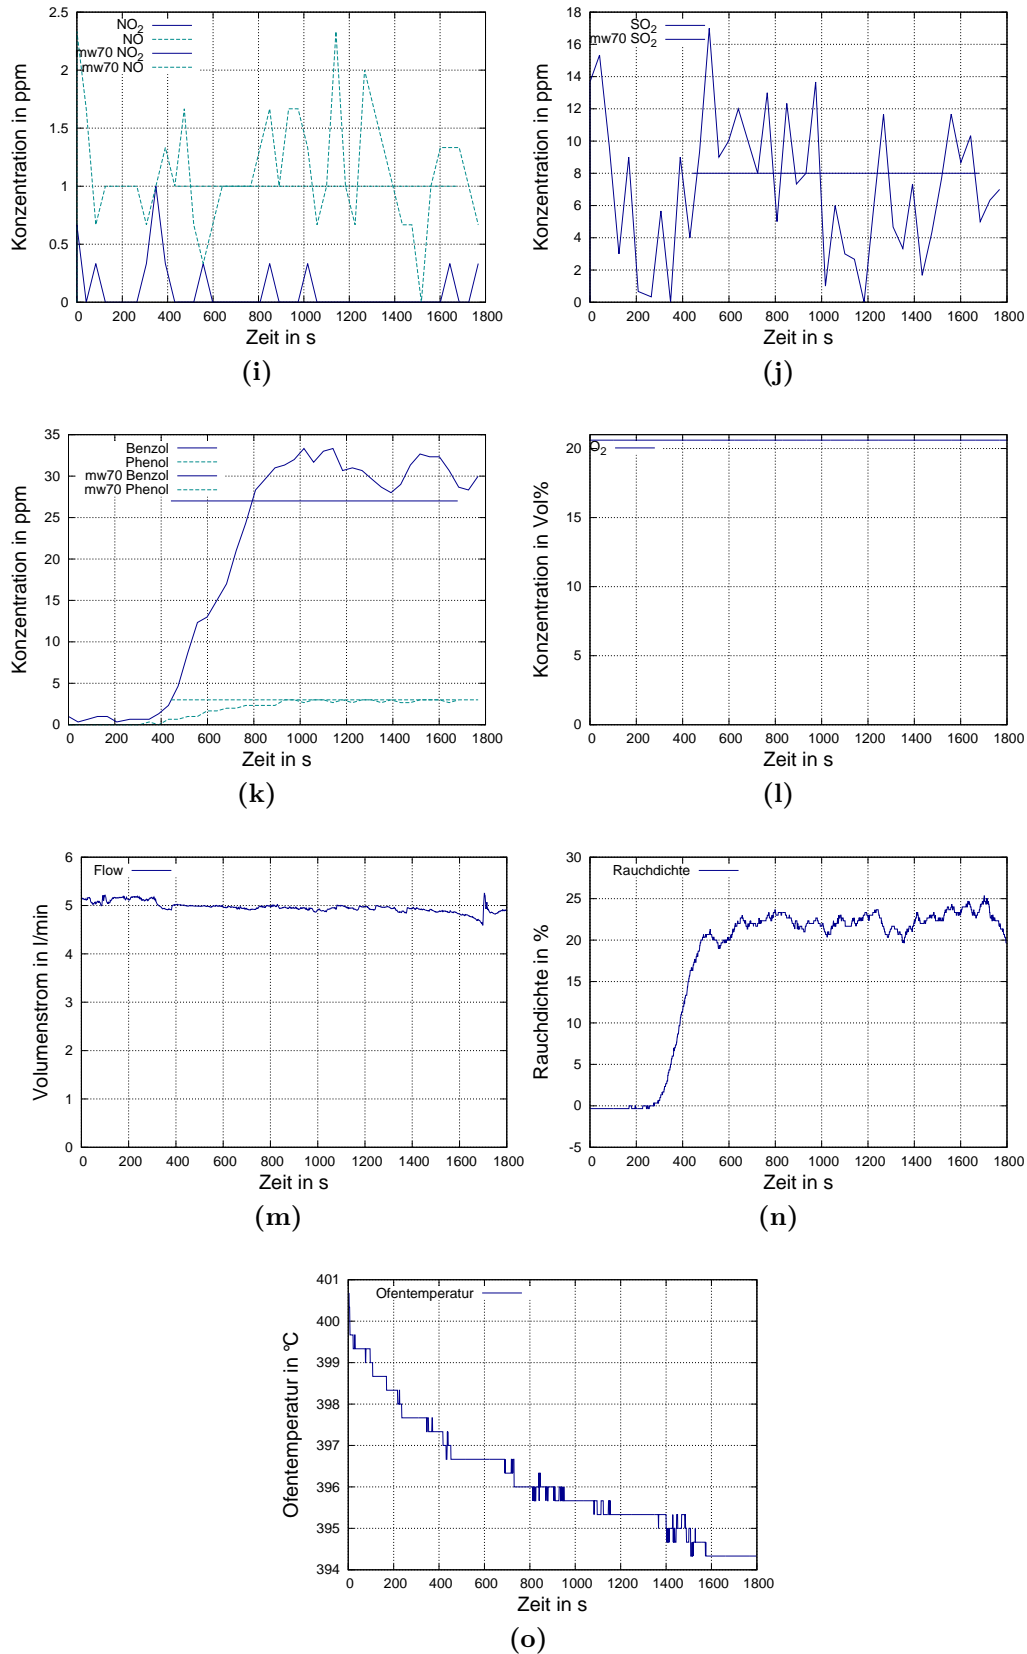 NO2
NO
mw70 NO2
mw70 NO
Konzentration in ppm
2.5
2
1.5
1
0.5
0
0 200 400 600 800 1000 1200 1400 1600 1800
Zeit in s
(i)
SO2
mw70 SO2
Konzentration in ppm
18
16
14
12
10
8
6
4
2
0
0 200 400 600 800 1000 1200 1400 1600 1800
Zeit in s
(j)
Benzol
Phenol
mw70 Benzol
mw70 Phenol
Konzentration in ppm
35
30
25
20
15
10
5
0
0 200 400 600 800 1000 1200 1400 1600 1800
Zeit in s
(k)
O2
Konzentration in Vol%
20
15
10
5
0
0 200 400 600 800 1000 1200 1400 1600 1800
Zeit in s
(l)
Flow
Volumenstrom in l/min
6
5
4
3
2
1
0
0 200 400 600 800 1000 1200 1400 1600 1800
Zeit in s
(m)
Rauchdichte
Rauchdichte in %
30
25
20
15
10
5
0
-5
0 200 400 600 800 1000 1200 1400 1600 1800
Zeit in s
(n)
Ofentemperatur
Ofentemperatur in °C
401
400
399
398
397
396
395
394
0 200 400 600 800 1000 1200 1400 1600 1800
Zeit in s
(o)